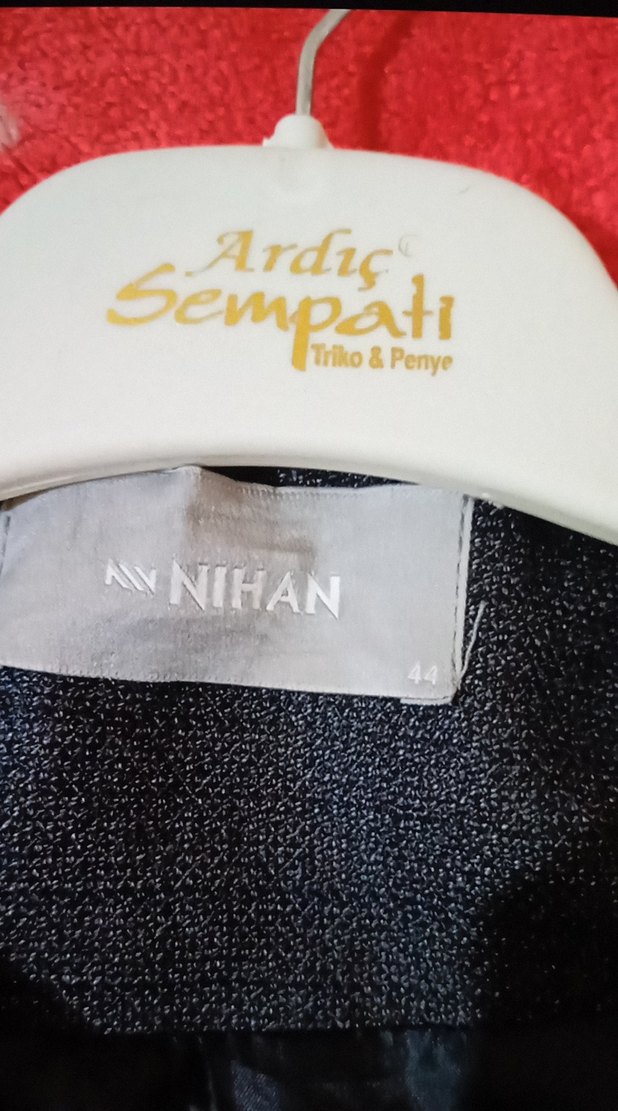 Ardıç
Sempati
Triko & Penye
NIHAN
44